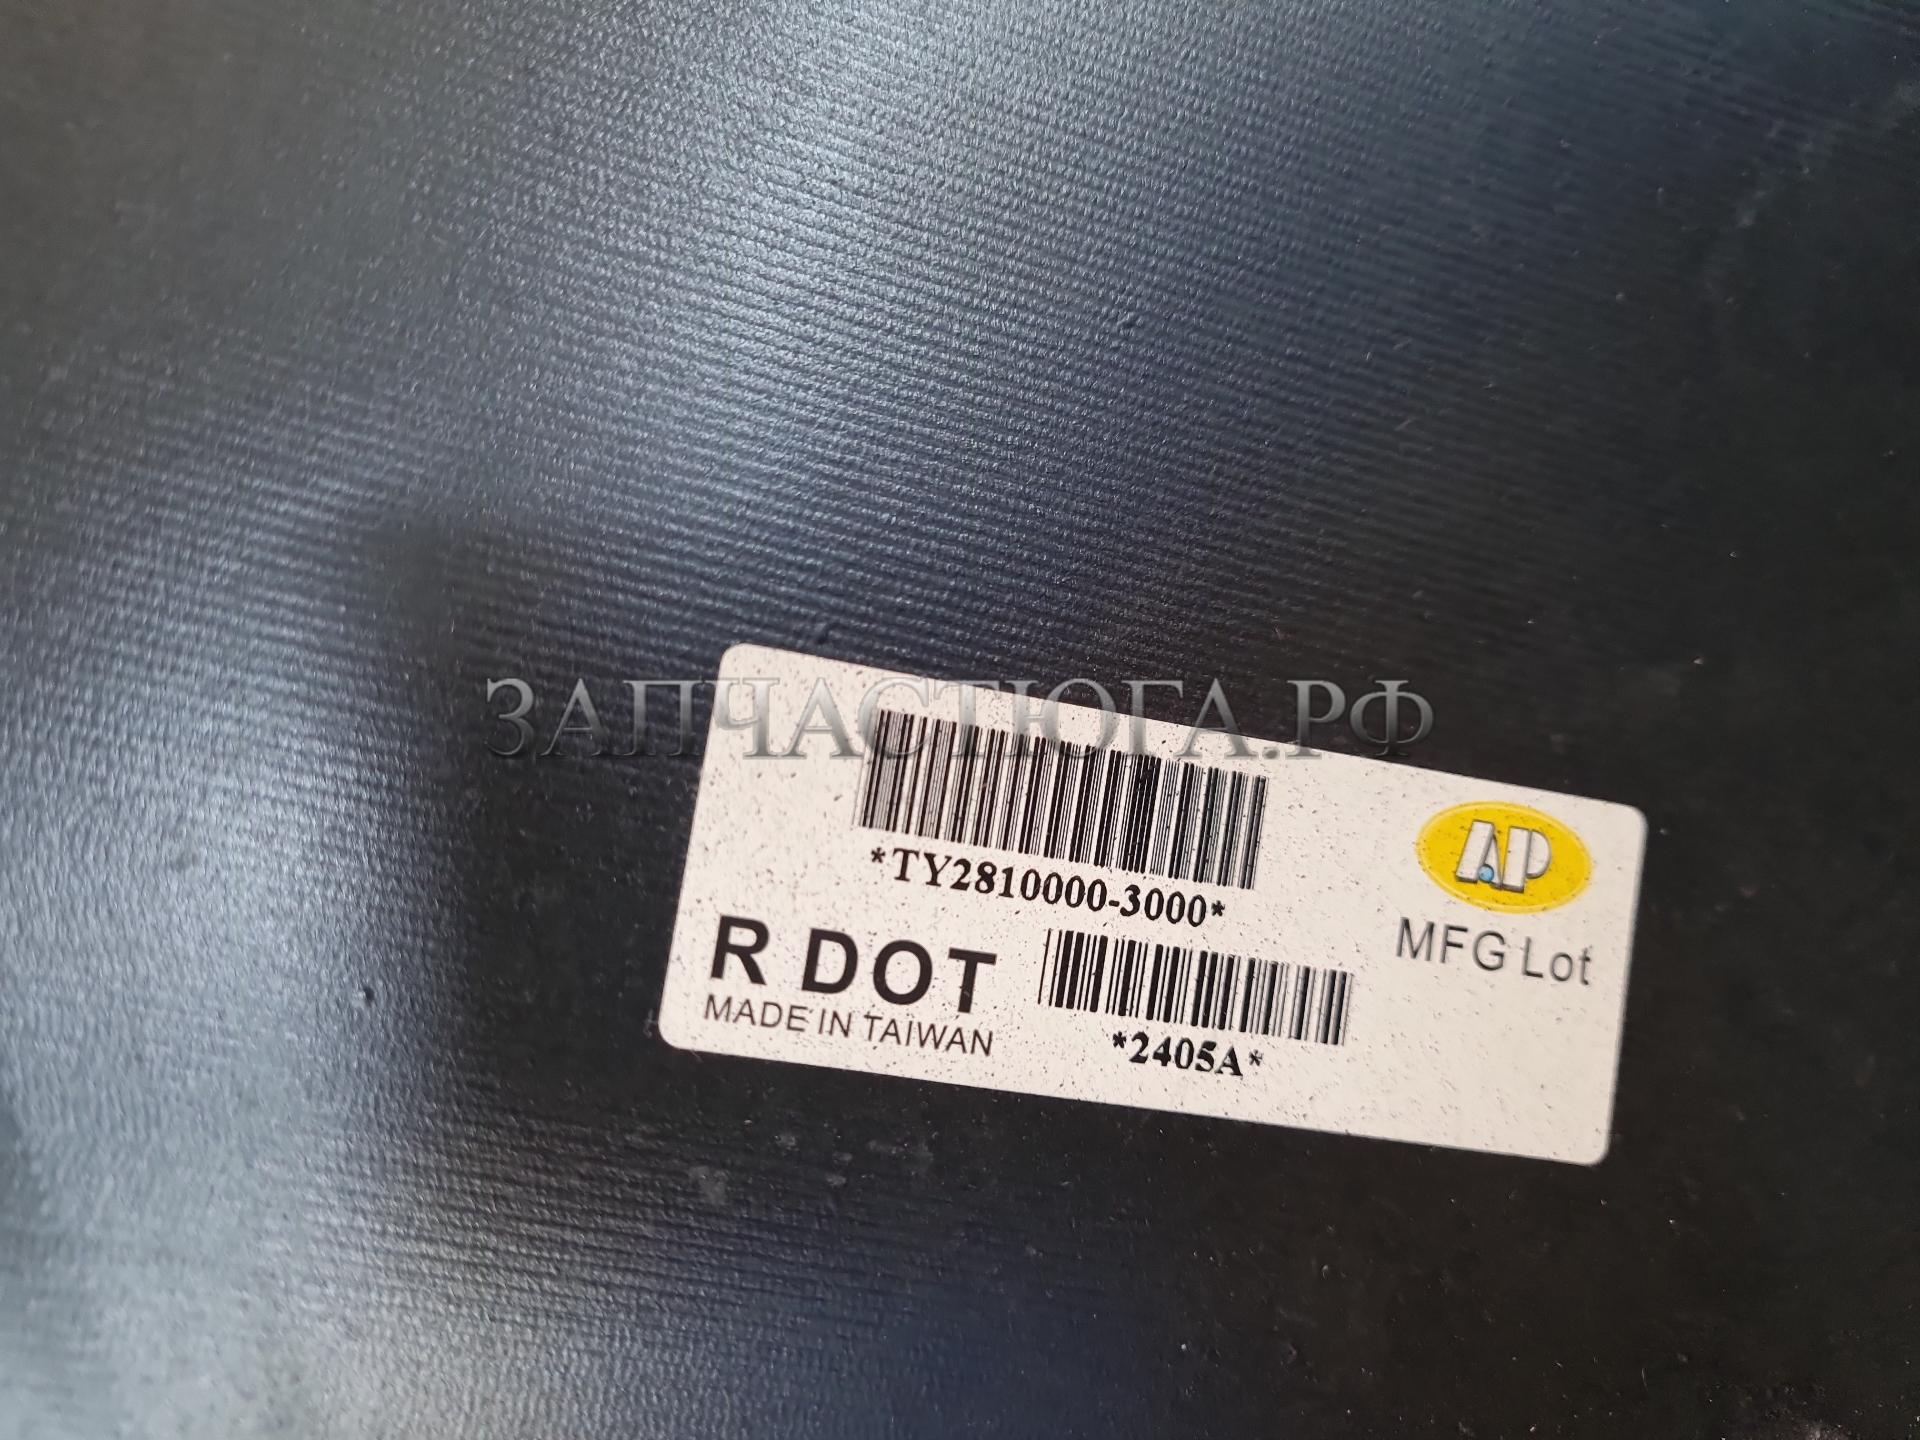 ЗАПЧАСТЮГА.РФ
*TY2810000-3000*
AP
MFG Lot
R DOT
MADE IN TAIWAN
*2405A*